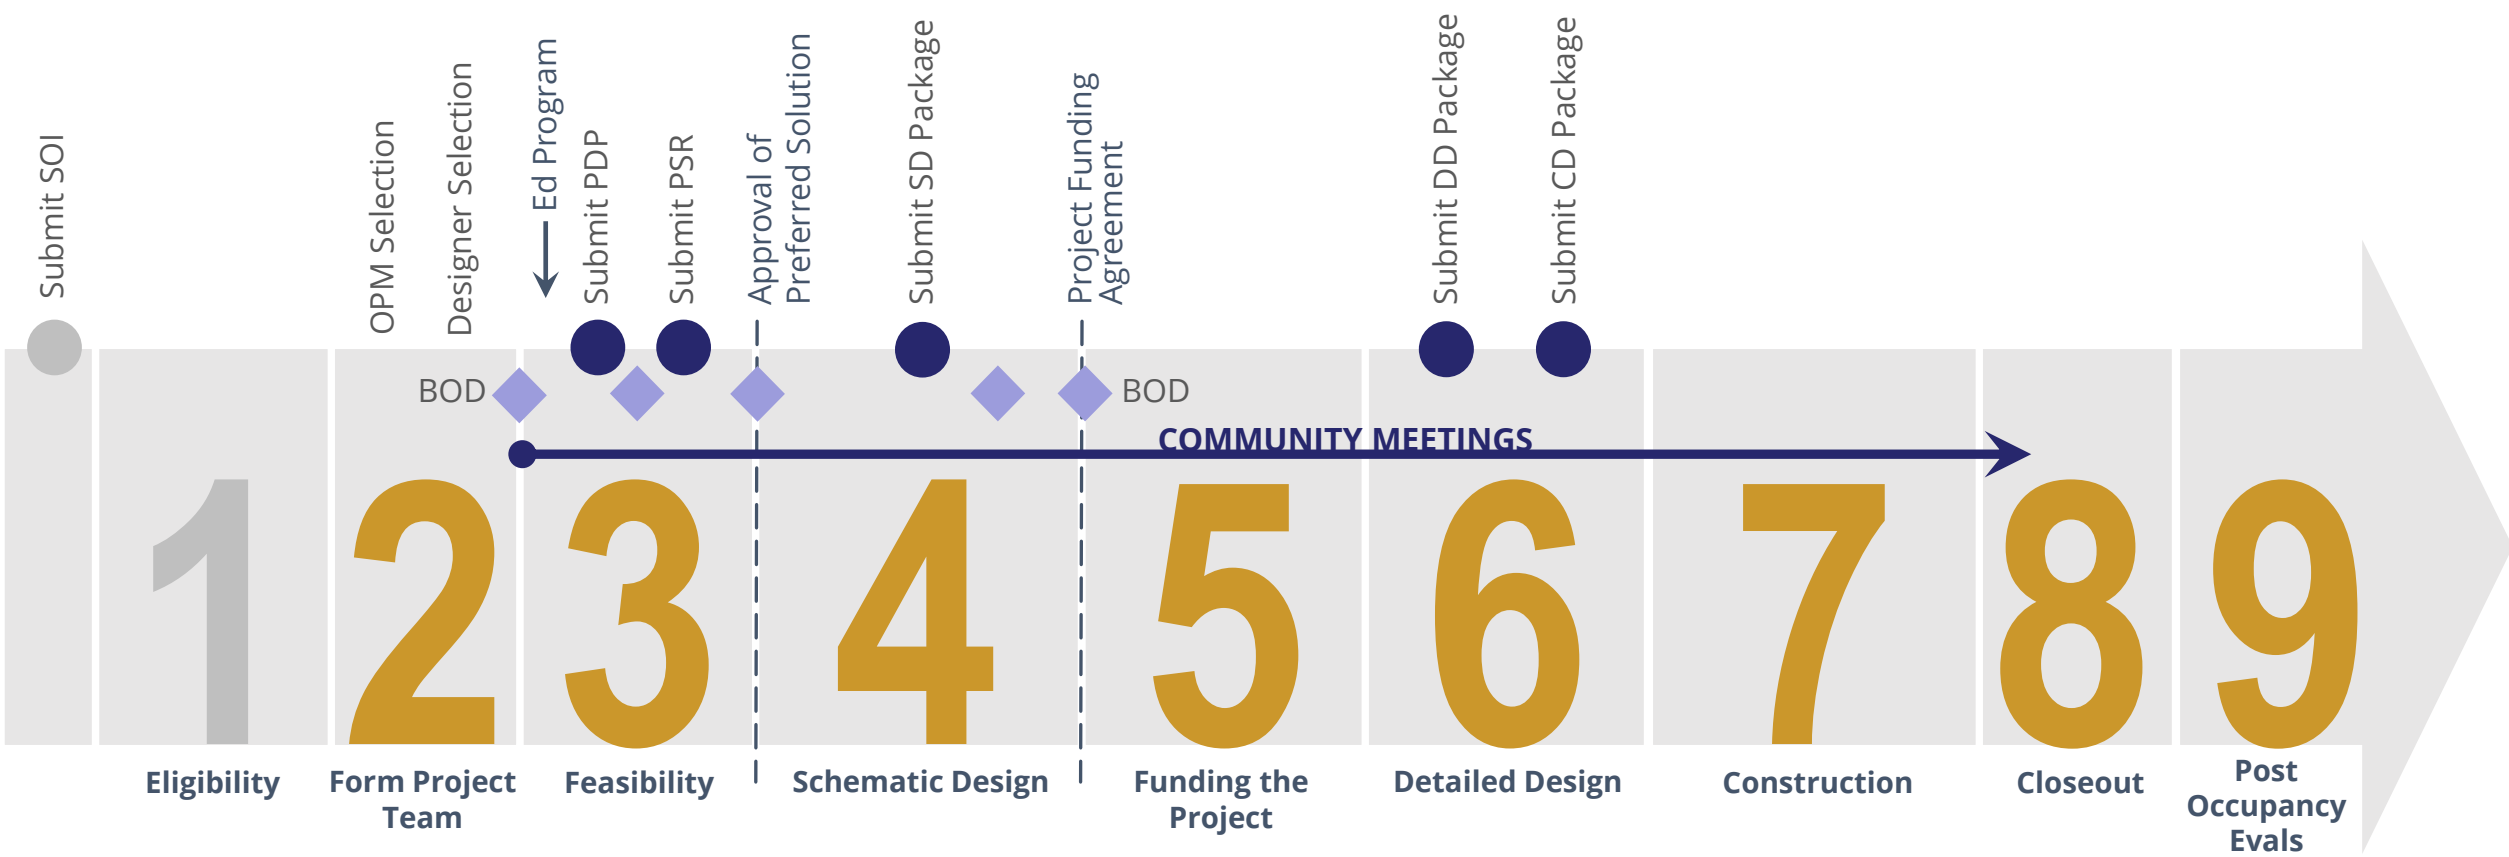 Submit SOI
OPM Selection
Designer Selection
Ed Program
Submit PDP
Submit PSR
Approval of
Preferred Solution
Submit SD Package
Project Funding
Agreement
Submit DD Package
Submit CD Package
BOD
BOD
COMMUNITY MEETINGS
1
2
3
4
5
6
7
8
9
Eligibility
Form Project
Team
Feasibility
Schematic Design
Funding the
Project
Detailed Design
Construction
Closeout
Post
Occupancy
Evals